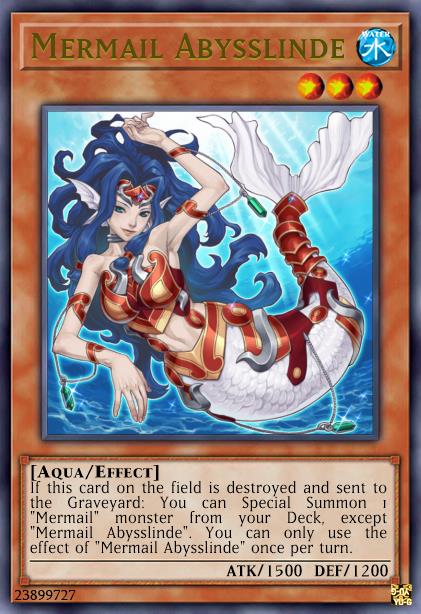 MERMAIL ABYSSLINDE
WATER
水
[AQUA/EFFECT]
If this card on the field is destroyed and sent to
the Graveyard: You can Special Summon 1
"Mermail" monster from your Deck, except
"Mermail Abysslinde". You can only use the
effect of "Mermail Abysslinde" once per turn.
ATK/1500 DEF/1200
23899727